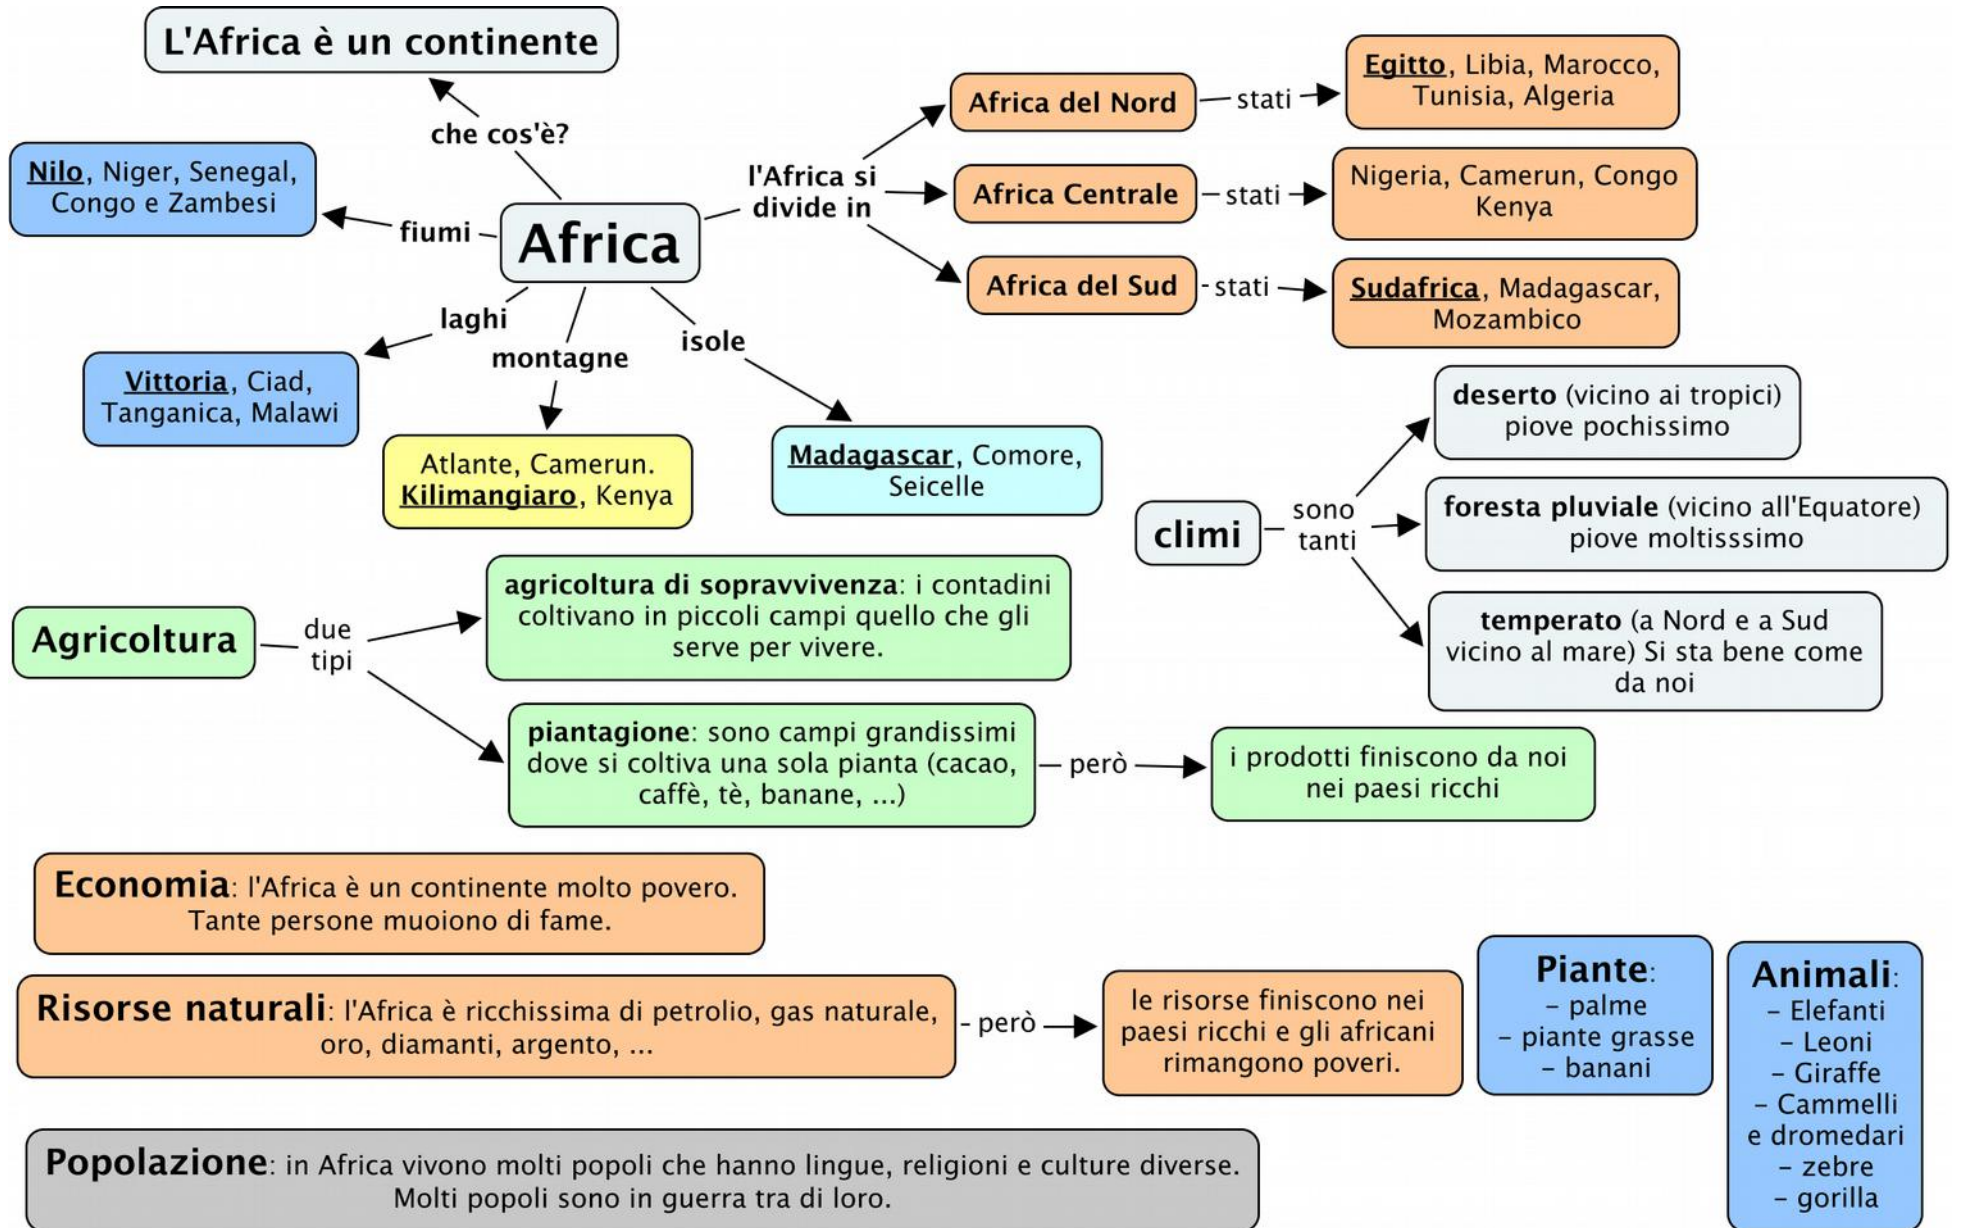 L'Africa è un continente
che cos'è?
Nilo, Niger, Senegal,
Congo e Zambesi
fiumi
Africa
laghi
Vittoria, Ciad,
Tanganica, Malawi
montagne
Atlante, Camerun.
Kilimangiaro, Kenya
isole
Madagascar, Comore,
Seicelle
l'Africa si
divide in
Africa del Nord
stati
Egitto, Libia, Marocco,
Tunisia, Algeria
Africa Centrale
stati
Nigeria, Camerun, Congo
Kenya
Africa del Sud
stati
Sudafrica, Madagascar,
Mozambico
climi
sono
tanti
deserto (vicino ai tropici)
piove pochissimo
foresta pluviale (vicino all'Equatore)
piove moltisssimo
temperato (a Nord e a Sud
vicino al mare) Si sta bene come
da noi
Agricoltura
due
tipi
agricoltura di sopravvivenza: i contadini
coltivano in piccoli campi quello che gli
serve per vivere.
piantagione: sono campi grandissimi
dove si coltiva una sola pianta (cacao,
caffè, tè, banane, ...)
però
i prodotti finiscono da noi
nei paesi ricchi
Economia: l'Africa è un continente molto povero.
Tante persone muoiono di fame.
Risorse naturali: l'Africa è ricchissima di petrolio, gas naturale,
oro, diamanti, argento, ...
però
le risorse finiscono nei
paesi ricchi e gli africani
rimangono poveri.
Piante:
– palme
– piante grasse
– banani
Animali:
– Elefanti
– Leoni
– Giraffe
– Cammelli
e dromedari
– zebre
– gorilla
Popolazione: in Africa vivono molti popoli che hanno lingue, religioni e culture diverse.
Molti popoli sono in guerra tra di loro.